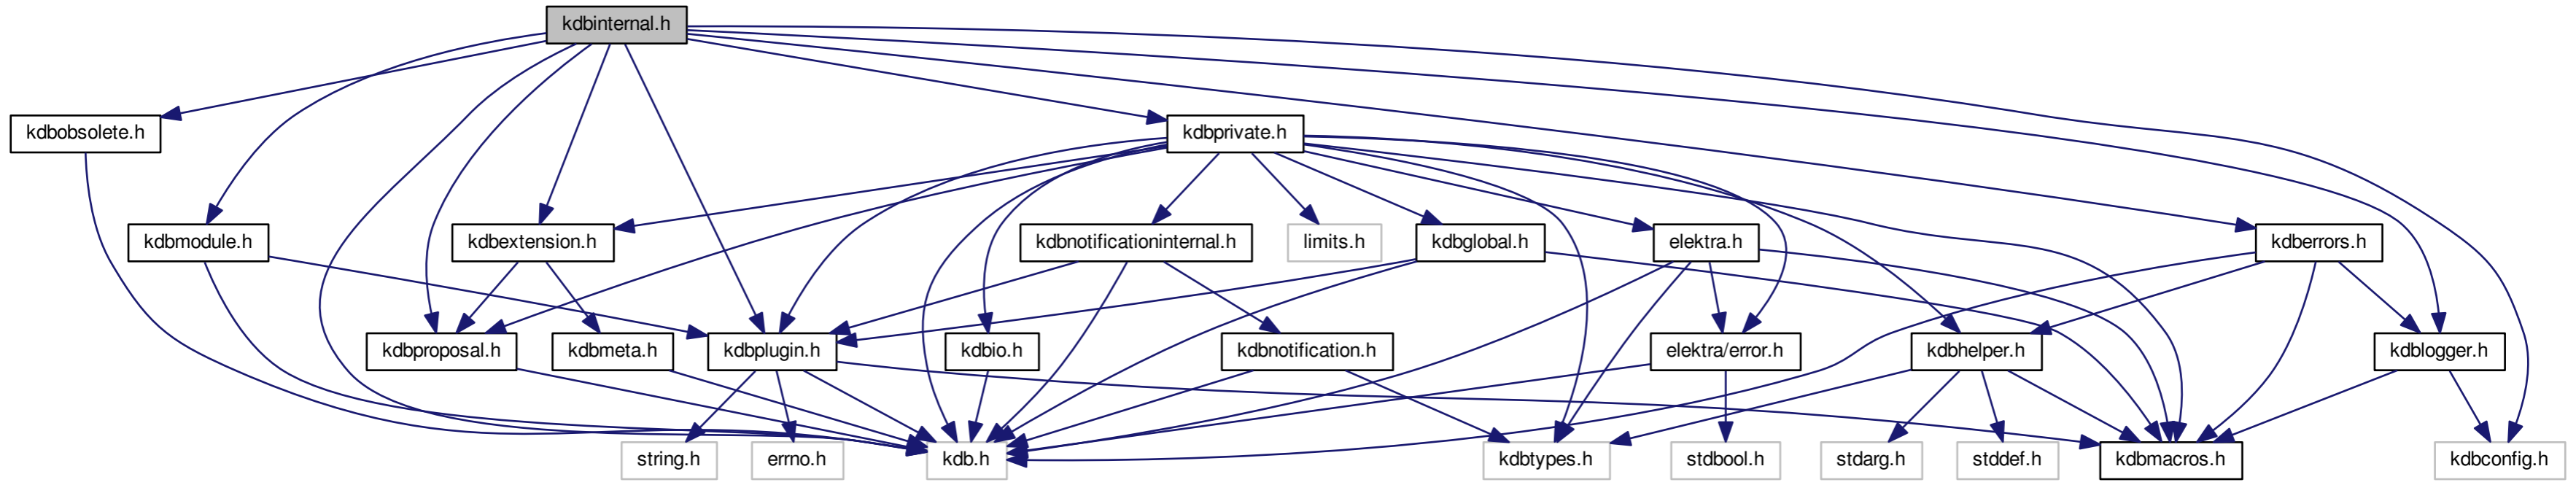 kdbinternal.h
kdbobsolete.h
kdbprivate.h
kdbmodule.h
kdbextension.h
kdbnotificationinternal.h
limits.h
kdbglobal.h
elektra.h
kdberrors.h
kdbproposal.h
kdbmeta.h
kdbplugin.h
kdbio.h
kdbnotification.h
elektra/error.h
kdbhelper.h
kdblogger.h
string.h
errno.h
kdb.h
kdbtypes.h
stdbool.h
stdarg.h
stddef.h
kdbmacros.h
kdbconfig.h